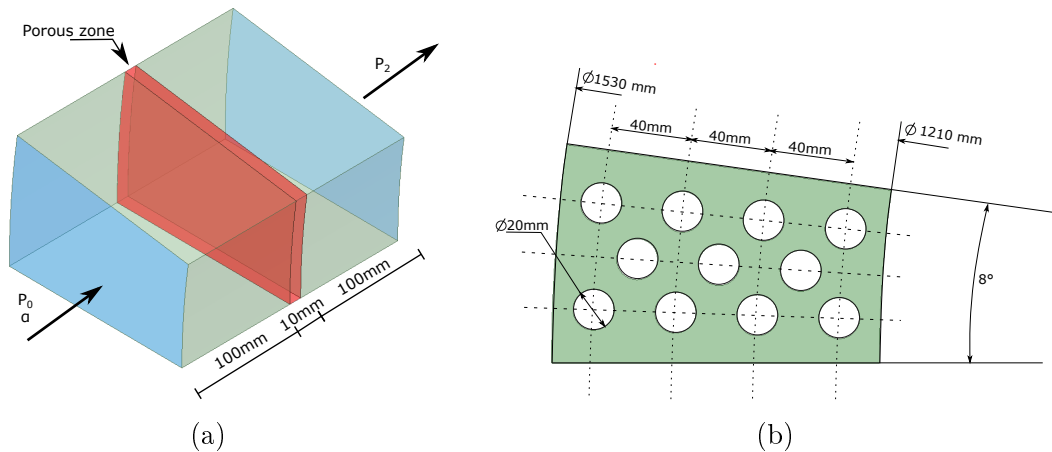 Porous zone
P₂
P₀
α
100mm
10mm
100mm
(a)
Ø1530 mm
40mm
40mm
40mm
Ø 1210 mm
Ø20mm
8°
(b)